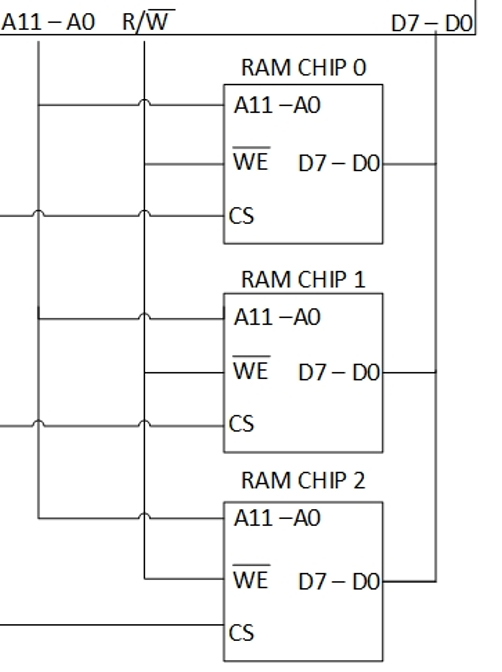 A11 – A0 R/W̅ D7 – D0
RAM CHIP 0
A11 –A0
W̅E̅ D7 – D0
CS
RAM CHIP 1
A11 –A0
W̅E̅ D7 – D0
CS
RAM CHIP 2
A11 –A0
W̅E̅ D7 – D0
CS